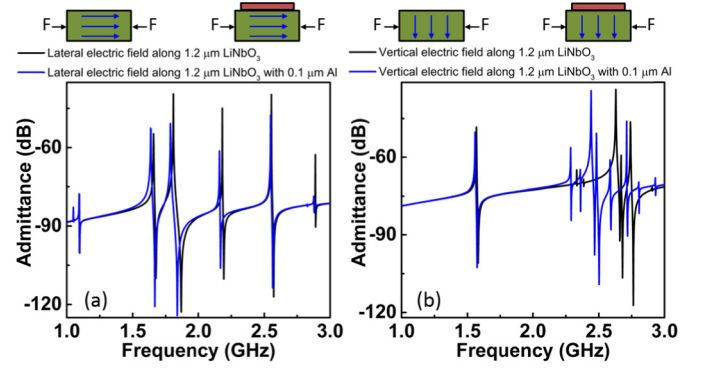 F F F F F F F F
Lateral electric field along 1.2 μm LiNbO3
Lateral electric field along 1.2 μm LiNbO3 with 0.1 μm Al
Vertical electric field along 1.2 μm LiNbO3
Vertical electric field along 1.2 μm LiNbO3 with 0.1 μm Al
Admittance (dB)
-60
-90
-120
(a)
1.0 1.5 2.0 2.5 3.0
Frequency (GHz)
Admittance (dB)
-60
-90
-120
(b)
1.0 1.5 2.0 2.5 3.0
Frequency (GHz)